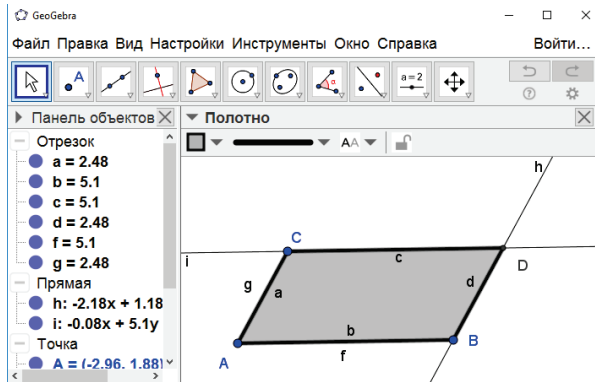 GeoGebra
Файл Правка Вид Настройки Инструменты Окно Справка Войти...
A a = 2
Панель объектов Полотно
AA
Отрезок
a = 2.48
b = 5.1
c = 5.1
d = 2.48
f = 5.1
g = 2.48
Прямая
h: -2.18x + 1.18
i: -0.08x + 5.1y
Точка
A = (-2.96, 1.88)
h
C
i
c
D
g
a
d
b
B
A
f